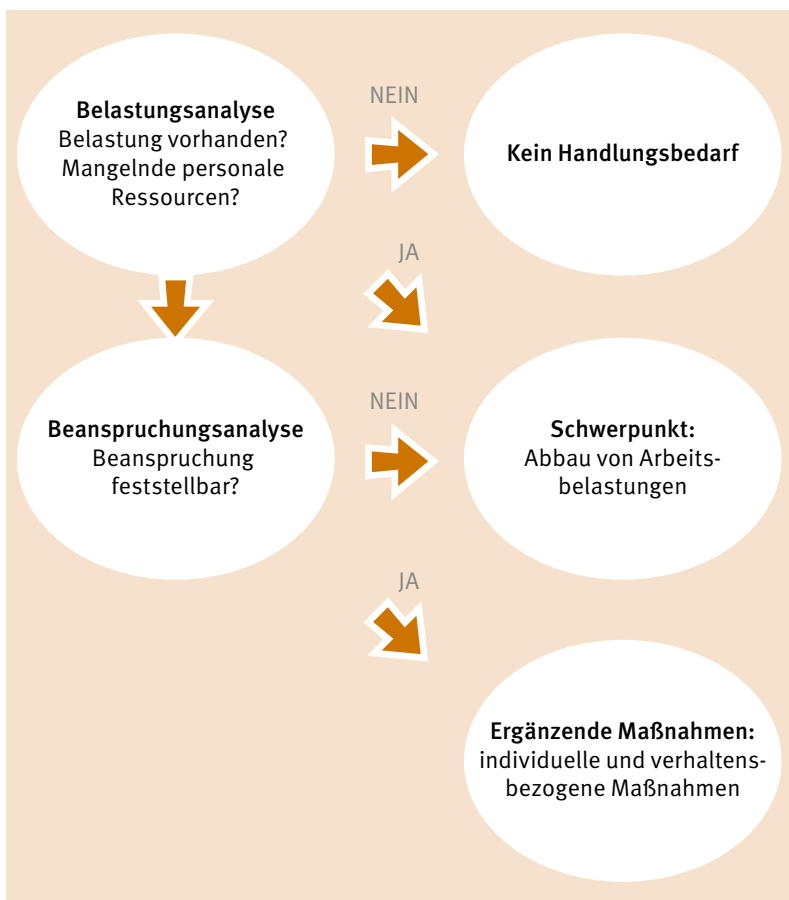 Belastungsanalyse
Belastung vorhanden?
Mangelnde personale
Ressourcen?
NEIN
Kein Handlungsbedarf
JA
Beanspruchungsanalyse
Beanspruchung
feststellbar?
NEIN
Schwerpunkt:
Abbau von Arbeits-
belastungen
JA
Ergänzende Maßnahmen:
individuelle und verhaltens-
bezogene Maßnahmen